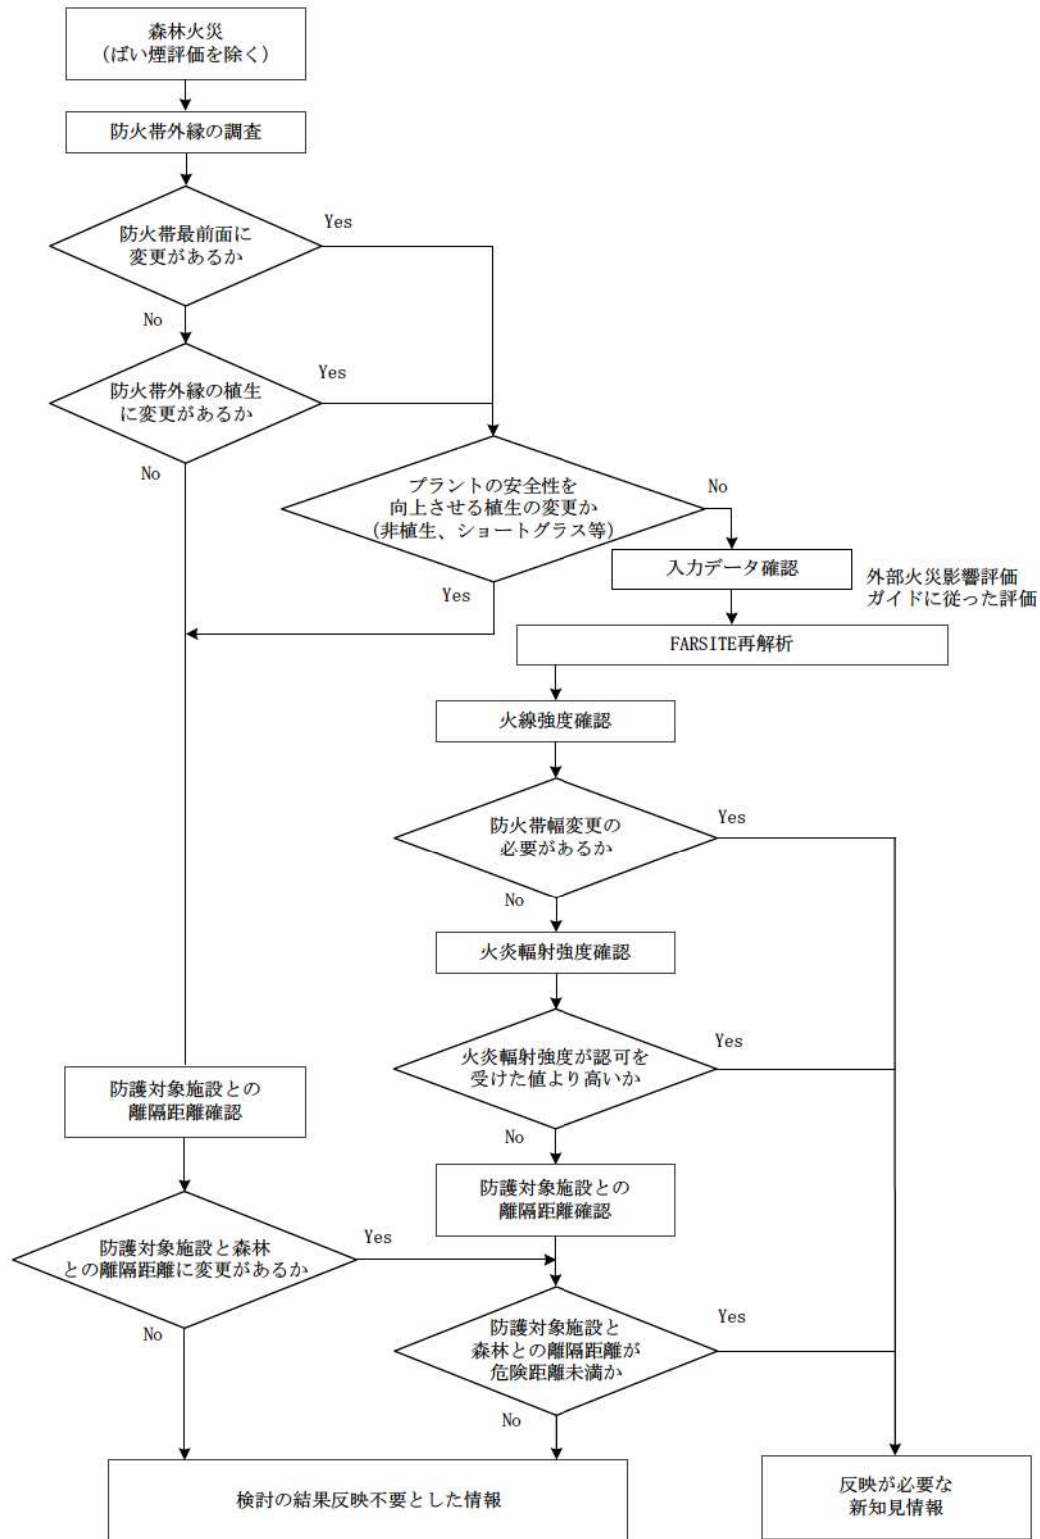 森林火災
(ばい煙評価を除く)
防火帯外縁の調査
防火帯最前面に
変更があるか
Yes
No
防火帯外縁の植生
に変更があるか
Yes
No
プラントの安全性を
向上させる植生の変更か
(非植生、ショートグラス等)
No
Yes
入力データ確認
外部火災影響評価
ガイドに従った評価
FARSITE再解析
火線強度確認
防火帯幅変更の
必要があるか
Yes
No
火炎輻射強度確認
火炎輻射強度が認可を
受けた値より高いか
Yes
No
防護対象施設との
離隔距離確認
防護対象施設との
離隔距離確認
防護対象施設と森林
との離隔距離に変更があるか
Yes
No
防護対象施設と
森林との離隔距離が
危険距離未満か
Yes
No
検討の結果反映不要とした情報
反映が必要な
新知見情報